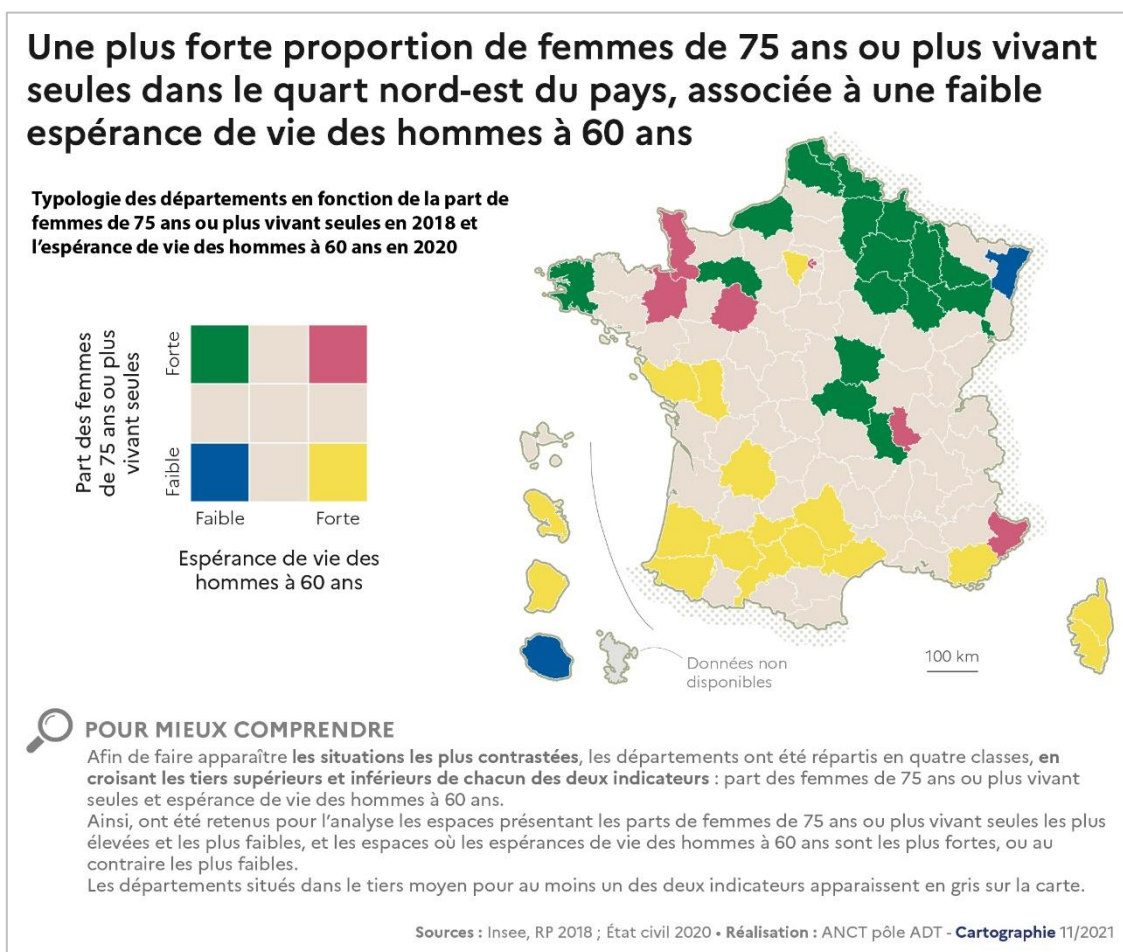 Une plus forte proportion de femmes de 75 ans ou plus vivant
seules dans le quart nord-est du pays, associée à une faible
espérance de vie des hommes à 60 ans
Typologie des départements en fonction de la part de
femmes de 75 ans ou plus vivant seules en 2018 et
l'espérance de vie des hommes à 60 ans en 2020
Part des femmes
de 75 ans ou plus
vivant seules
Forte
Faible
Faible
Forte
Espérance de vie des
hommes à 60 ans
Données non
disponibles
100 km
POUR MIEUX COMPRENDRE
Afin de faire apparaître les situations les plus contrastées, les départements ont été répartis en quatre classes, en
croisant les tiers supérieurs et inférieurs de chacun des deux indicateurs : part des femmes de 75 ans ou plus vivant
seules et espérance de vie des hommes à 60 ans.
Ainsi, ont été retenus pour l'analyse les espaces présentant les parts de femmes de 75 ans ou plus vivant seules les plus
élevées et les plus faibles, et les espaces où les espérances de vie des hommes à 60 ans sont les plus fortes, ou au
contraire les plus faibles.
Les départements situés dans le tiers moyen pour au moins un des deux indicateurs apparaissent en gris sur la carte.
Sources : Insee, RP 2018 ; État civil 2020 • Réalisation : ANCT pôle ADT - Cartographie 11/2021